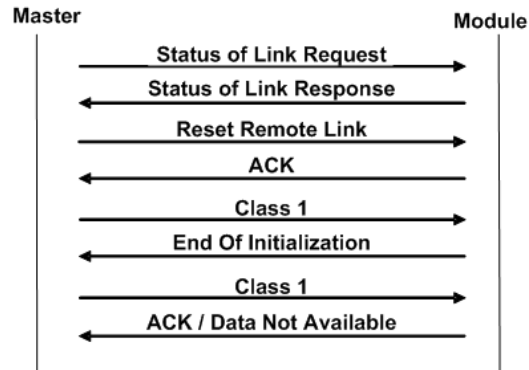 Master
Module
Status of Link Request
Status of Link Response
Reset Remote Link
ACK
Class 1
End Of Initialization
Class 1
ACK / Data Not Available